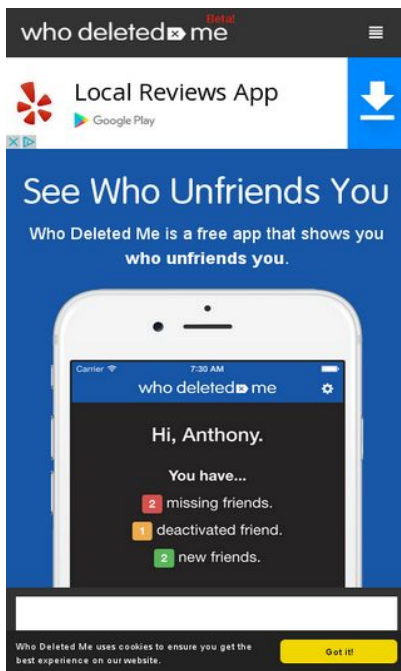 Beta!
who deleted me
Local Reviews App
Google Play
See Who Unfriends You
Who Deleted Me is a free app that shows you
who unfriends you.
Carrier 7:30 AM
who deleted me
Hi, Anthony.
You have...
2 missing friends.
1 deactivated friend.
2 new friends.
Who Deleted Me uses cookies to ensure you get the
best experience on our website.
Got it!